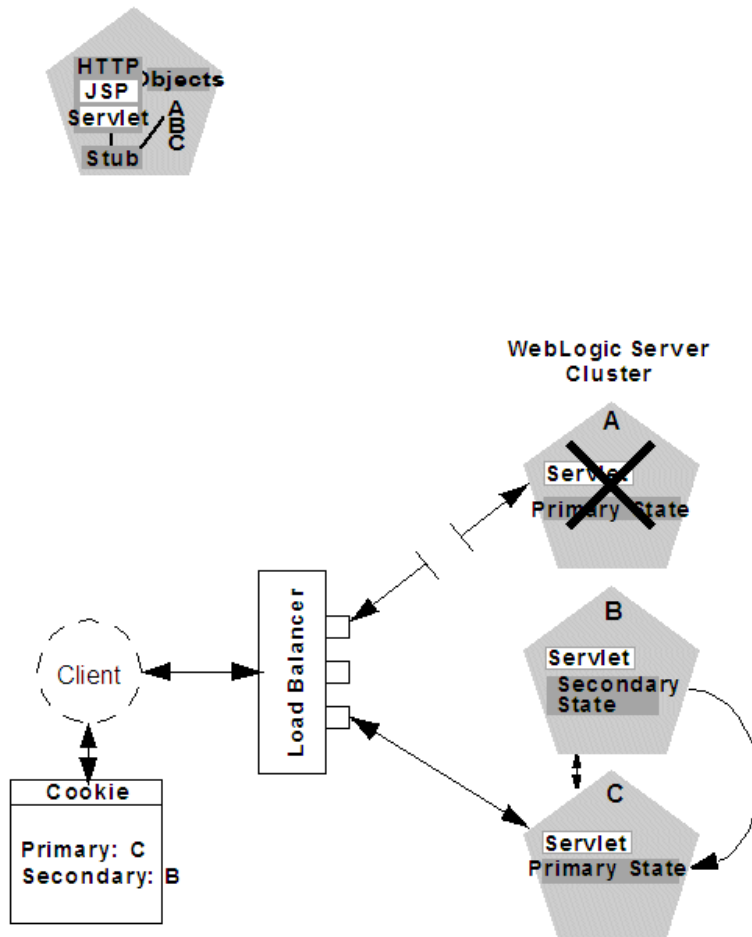 HTTP
Objects
JSP
Servlet
A
B
C
Stub
WebLogic Server
Cluster
A
Servlet
Primary State
B
Servlet
Secondary
State
C
Servlet
Primary State
Load Balancer
Client
Cookie
Primary: C
Secondary: B